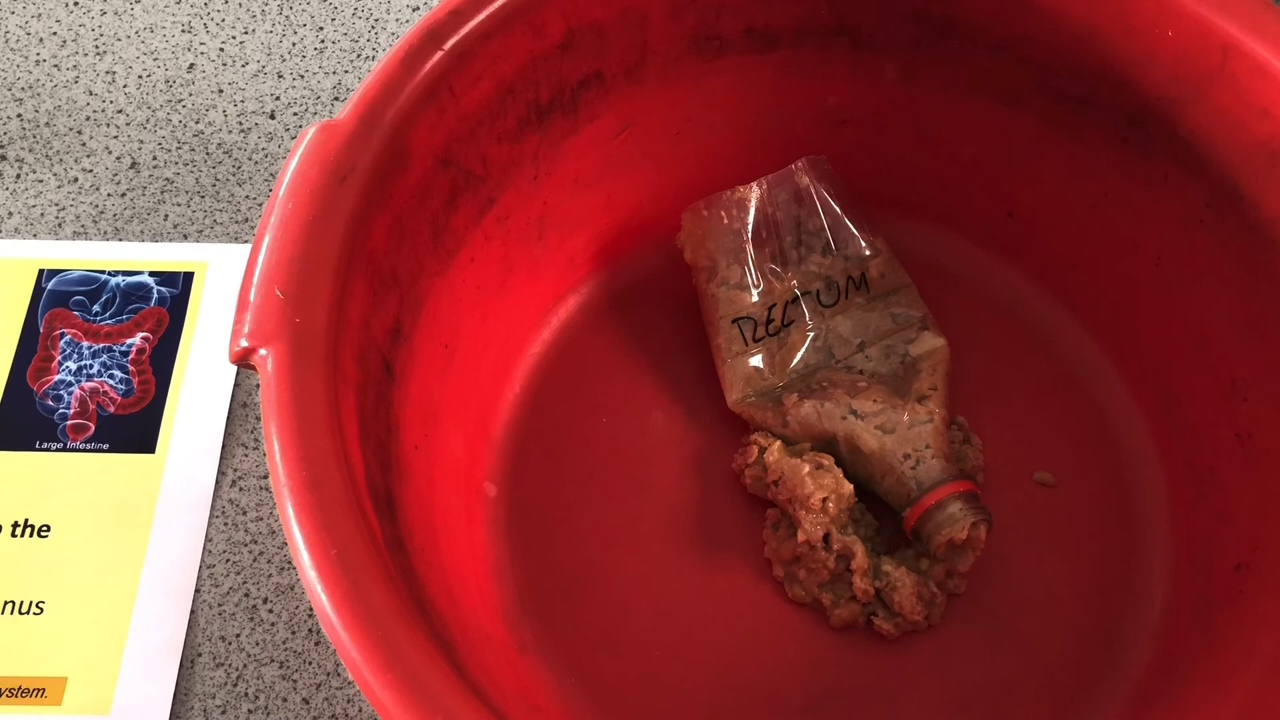 Large Intestine
the
nus
ystem.
RECTUM